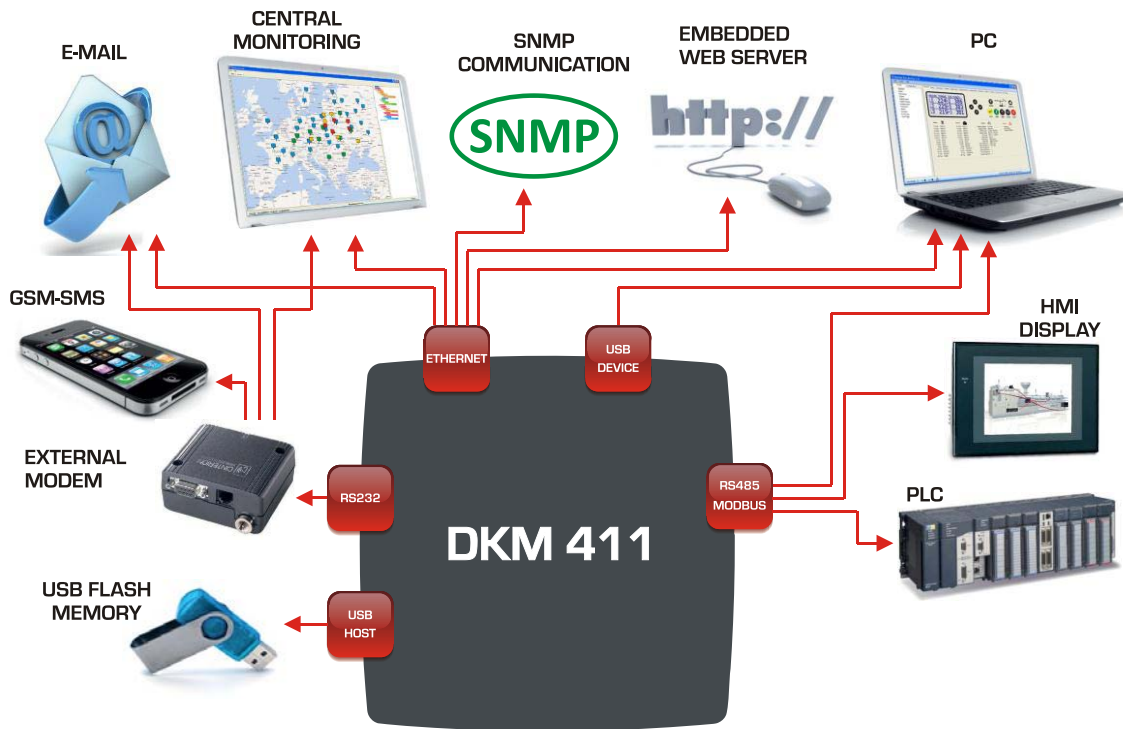 E-MAIL
CENTRAL
MONITORING
SNMP
COMMUNICATION
EMBEDDED
WEB SERVER
PC
SNMP
http://
GSM-SMS
HMI
DISPLAY
ETHERNET
USB
DEVICE
EXTERNAL
MODEM
RS232
RS485
MODBUS
PLC
DKM 411
USB FLASH
MEMORY
USB
HOST